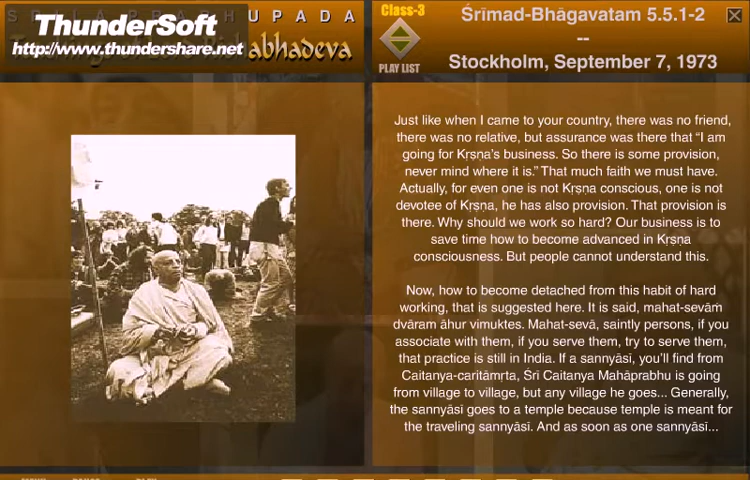 SRILA PRABHUPADA
ThunderSoft
http://www.thundershare.net
abhadeva
Class-3
PLAY LIST
Śrīmad-Bhāgavatam 5.5.1-2
--
Stockholm, September 7, 1973
Just like when I came to your country, there was no friend,
there was no relative, but assurance was there that “I am
going for Kṛṣṇa’s business. So there is some provision,
never mind where it is.” That much faith we must have.
Actually, for even one is not Kṛṣṇa conscious, one is not
devotee of Kṛṣṇa, he has also provision. That provision is
there. Why should we work so hard? Our business is to
save time how to become advanced in Kṛṣṇa
consciousness. But people cannot understand this.
Now, how to become detached from this habit of hard
working, that is suggested here. It is said, mahat-sevāṁ
dvāram āhur vimuktes. Mahat-sevā, saintly persons, if you
associate with them, if you serve them, try to serve them,
that practice is still in India. If a sannyāsī, you’ll find from
Caitanya-caritāmṛta, Śrī Caitanya Mahāprabhu is going
from village to village, but any village he goes... Generally,
the sannyāsī goes to a temple because temple is meant for
the traveling sannyāsī. And as soon as one sannyāsī...